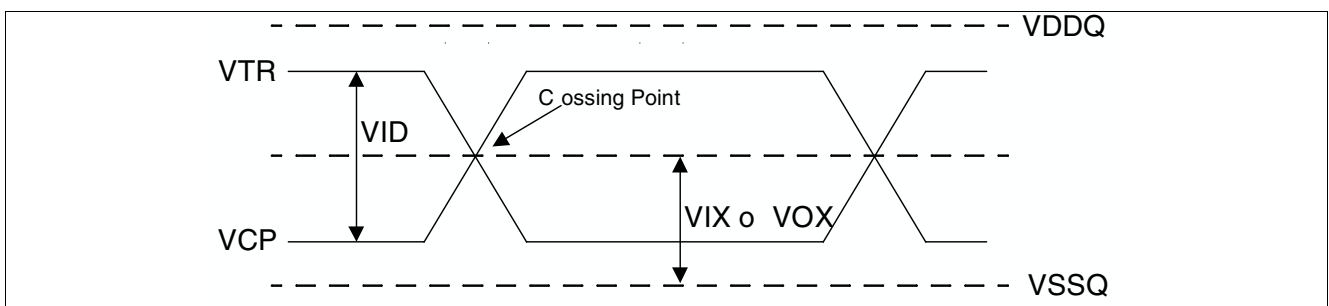 VDDQ
VTR
C ossing Point
VID
VIX o  VOX
VCP
VSSQ